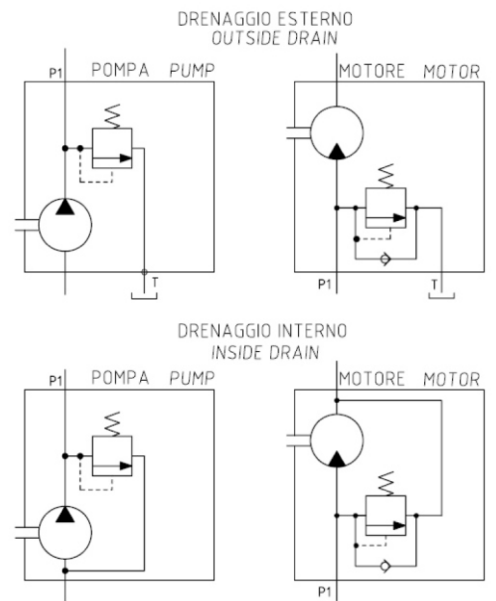 DRENAGGIO ESTERNO
OUTSIDE DRAIN
P1 POMPA PUMP
MOTORE MOTOR
T
P1 T
DRENAGGIO INTERNO
INSIDE DRAIN
P1 POMPA PUMP
MOTORE MOTOR
P1